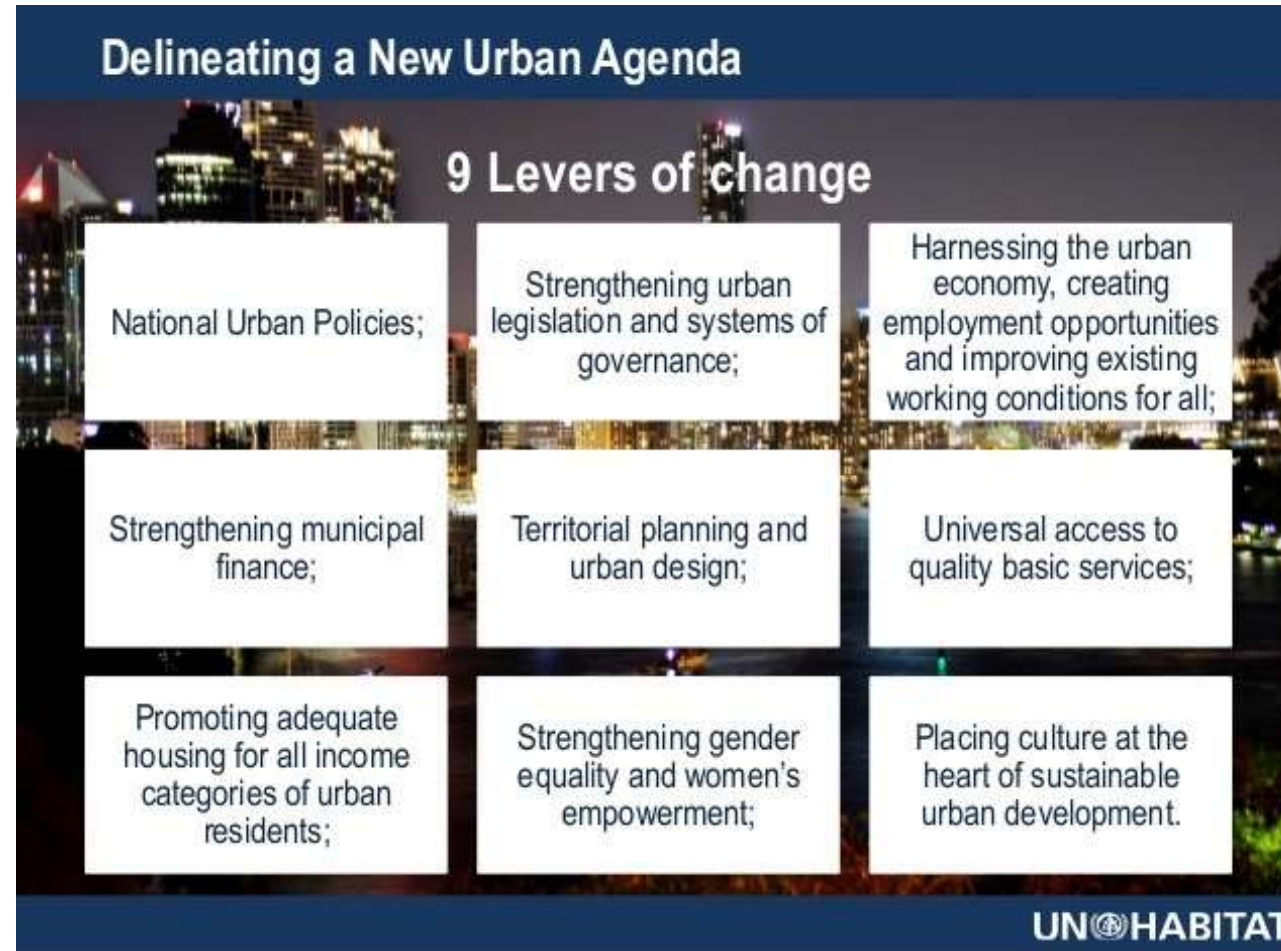 Delineating a New Urban Agenda
9 Levers of change
National Urban Policies;
Strengthening urban
legislation and systems of
governance;
Harnessing the urban
economy, creating
employment opportunities
and improving existing
working conditions for all;
Strengthening municipal
finance;
Territorial planning and
urban design;
Universal access to
quality basic services;
Promoting adequate
housing for all income
categories of urban
residents;
Strengthening gender
equality and women’s
empowerment;
Placing culture at the
heart of sustainable
urban development.
UN HABITAT